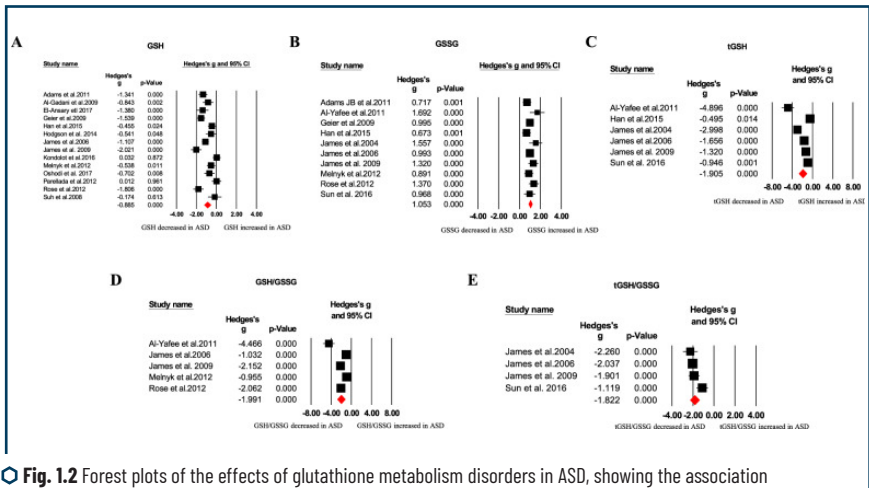 A
GSH
Study name
Hedges's g and 95% CI
Hedges's
g p-Value
Adams et al.2011 -1.341 0.000
Al-Gadani et al.2009 -0.843 0.002
El-Ansary etl 2017 -1.380 0.000
Geier et al.2009 -1.539 0.000
Han et al.2015 -0.455 0.024
Hodgson et al. 2014 -0.541 0.048
James et al.2006 -1.107 0.000
James et al. 2009 -2.021 0.000
Kondolot et al.2016 0.032 0.872
Melnyk et al.2012 -0.538 0.011
Oshodi et al. 2017 -0.702 0.008
Perellada et al.2012 0.012 0.961
Rose et al.2012 -1.806 0.000
Suh et al.2008 -0.174 0.613
-0.885 0.000
-4.00 -2.00 0.00 2.00 4.00
GSH decreased in ASD GSH increased in ASD
B
GSSG
Study name
Hedges's g and 95% CI
Hedges's
g p-Value
Adams JB et al.2011 0.717 0.001
Al-Yafee et al.2011 1.692 0.000
Geier et al.2009 0.995 0.000
Han et al.2015 0.673 0.001
James et al.2004 1.557 0.000
James et al.2006 0.993 0.000
James et al. 2009 1.320 0.000
Melnyk et al.2012 0.891 0.000
Rose et al.2012 1.370 0.000
Sun et al. 2016 0.968 0.000
1.053 0.000
-4.00 -2.00 0.00 2.00 4.00
GSSG decreased in ASD GSSG increased in ASD
C
tGSH
Study name
Hedges's g
and 95% CI
Hedges's
g p-Value
Al-Yafee et al.2011 -4.896 0.000
Han et al.2015 -0.495 0.014
James et al.2004 -2.998 0.000
James et al.2006 -1.656 0.000
James et al. 2009 -1.320 0.000
Sun et al. 2016 -0.946 0.001
-1.905 0.000
-8.00 -4.00 0.00 4.00 8.00
tGSH decreased in ASD tGSH increased in ASD
D
GSH/GSSG
Study name
Hedges's g
and 95% CI
Hedges's
g p-Value
Al-Yafee et al.2011 -4.466 0.000
James et al.2006 -1.032 0.000
James et al. 2009 -2.152 0.000
Melnyk et al.2012 -0.955 0.000
Rose et al.2012 -2.062 0.000
-1.991 0.000
-8.00 -4.00 0.00 4.00 8.00
GSH/GSSG decreased in ASD GSH/GSSG increased in ASD
E
tGSH/GSSG
Study name
Hedges's g
and 95% CI
Hedges's
g p-Value
James et al.2004 -2.260 0.000
James et al.2006 -2.037 0.000
James et al. 2009 -1.901 0.000
Sun et al. 2016 -1.119 0.000
-1.822 0.000
-4.00 -2.00 0.00 2.00 4.00
tGSH/GSSG decreased in ASD tGSH/GSSG increased in ASD
Fig. 1.2 Forest plots of the effects of glutathione metabolism disorders in ASD, showing the association